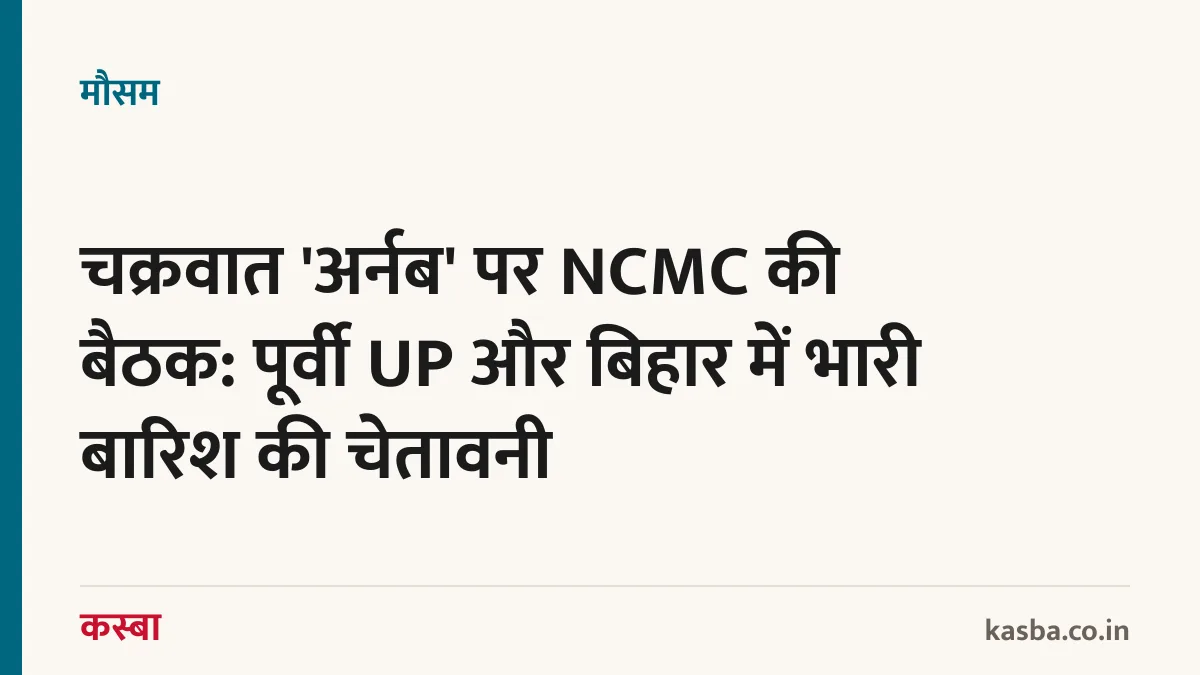 मौसम
चक्रवात 'अर्नब' पर NCMC की
बैठक: पूर्वी UP और बिहार में भारी
बारिश की चेतावनी
कस्बा
kasba.co.in